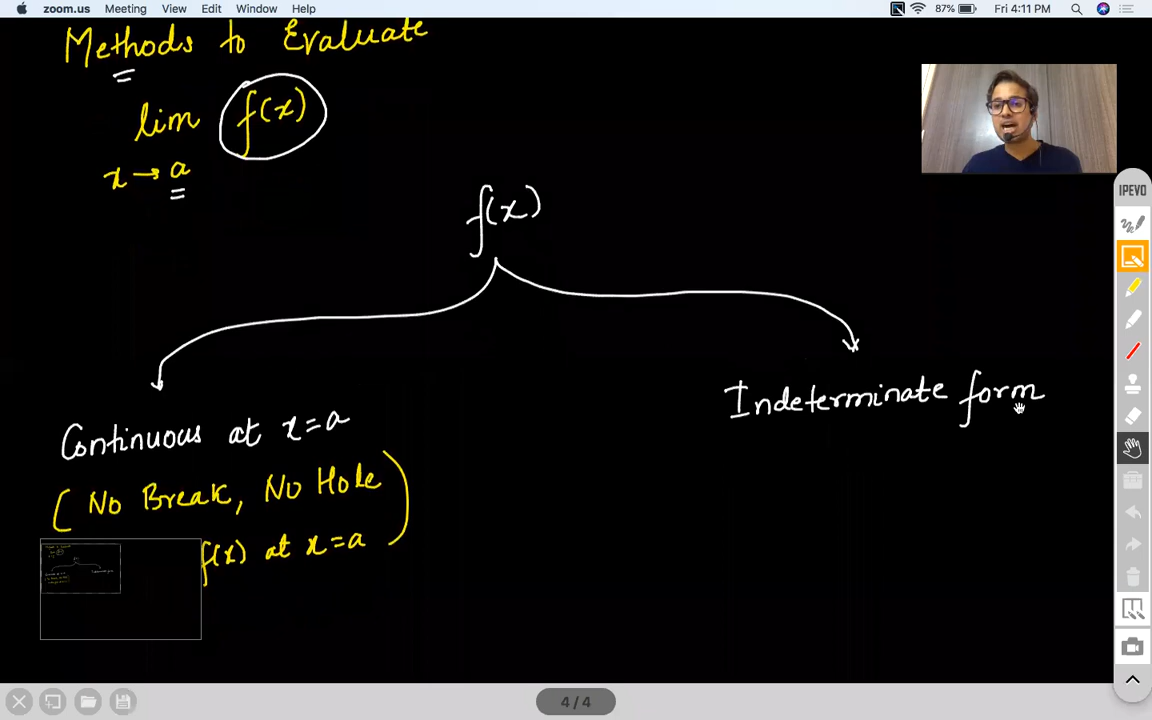 zoom.us Meeting View Edit Window Help 87% Fri 4:11 PM
Methods to Evaluate
lim f(x)
x → a
f(x)
IPEVO
Indeterminate form
Continuous at x=a
( No Break, No Hole
f(x) at x=a )
4 / 4